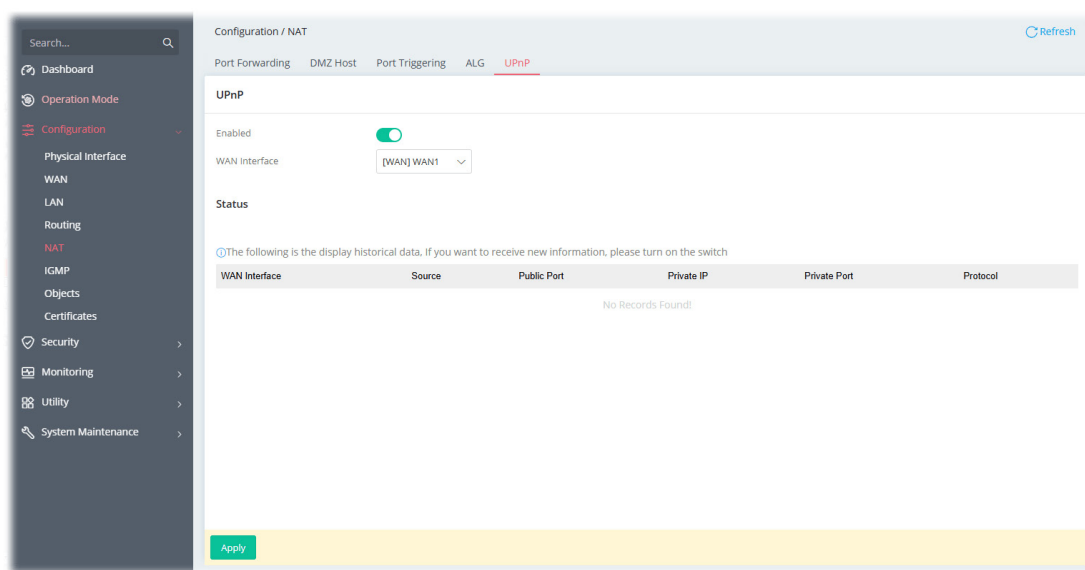 Search...
Dashboard
Operation Mode
Configuration
Physical Interface
WAN
LAN
Routing
NAT
IGMP
Objects
Certificates
Security
Monitoring
Utility
System Maintenance
Configuration / NAT
Refresh
Port Forwarding DMZ Host Port Triggering ALG UPnP
UPnP
Enabled
WAN Interface [WAN] WAN1
Status
The following is the display historical data, If you want to receive new information, please turn on the switch
WAN Interface Source Public Port Private IP Private Port Protocol
No Records Found!
Apply